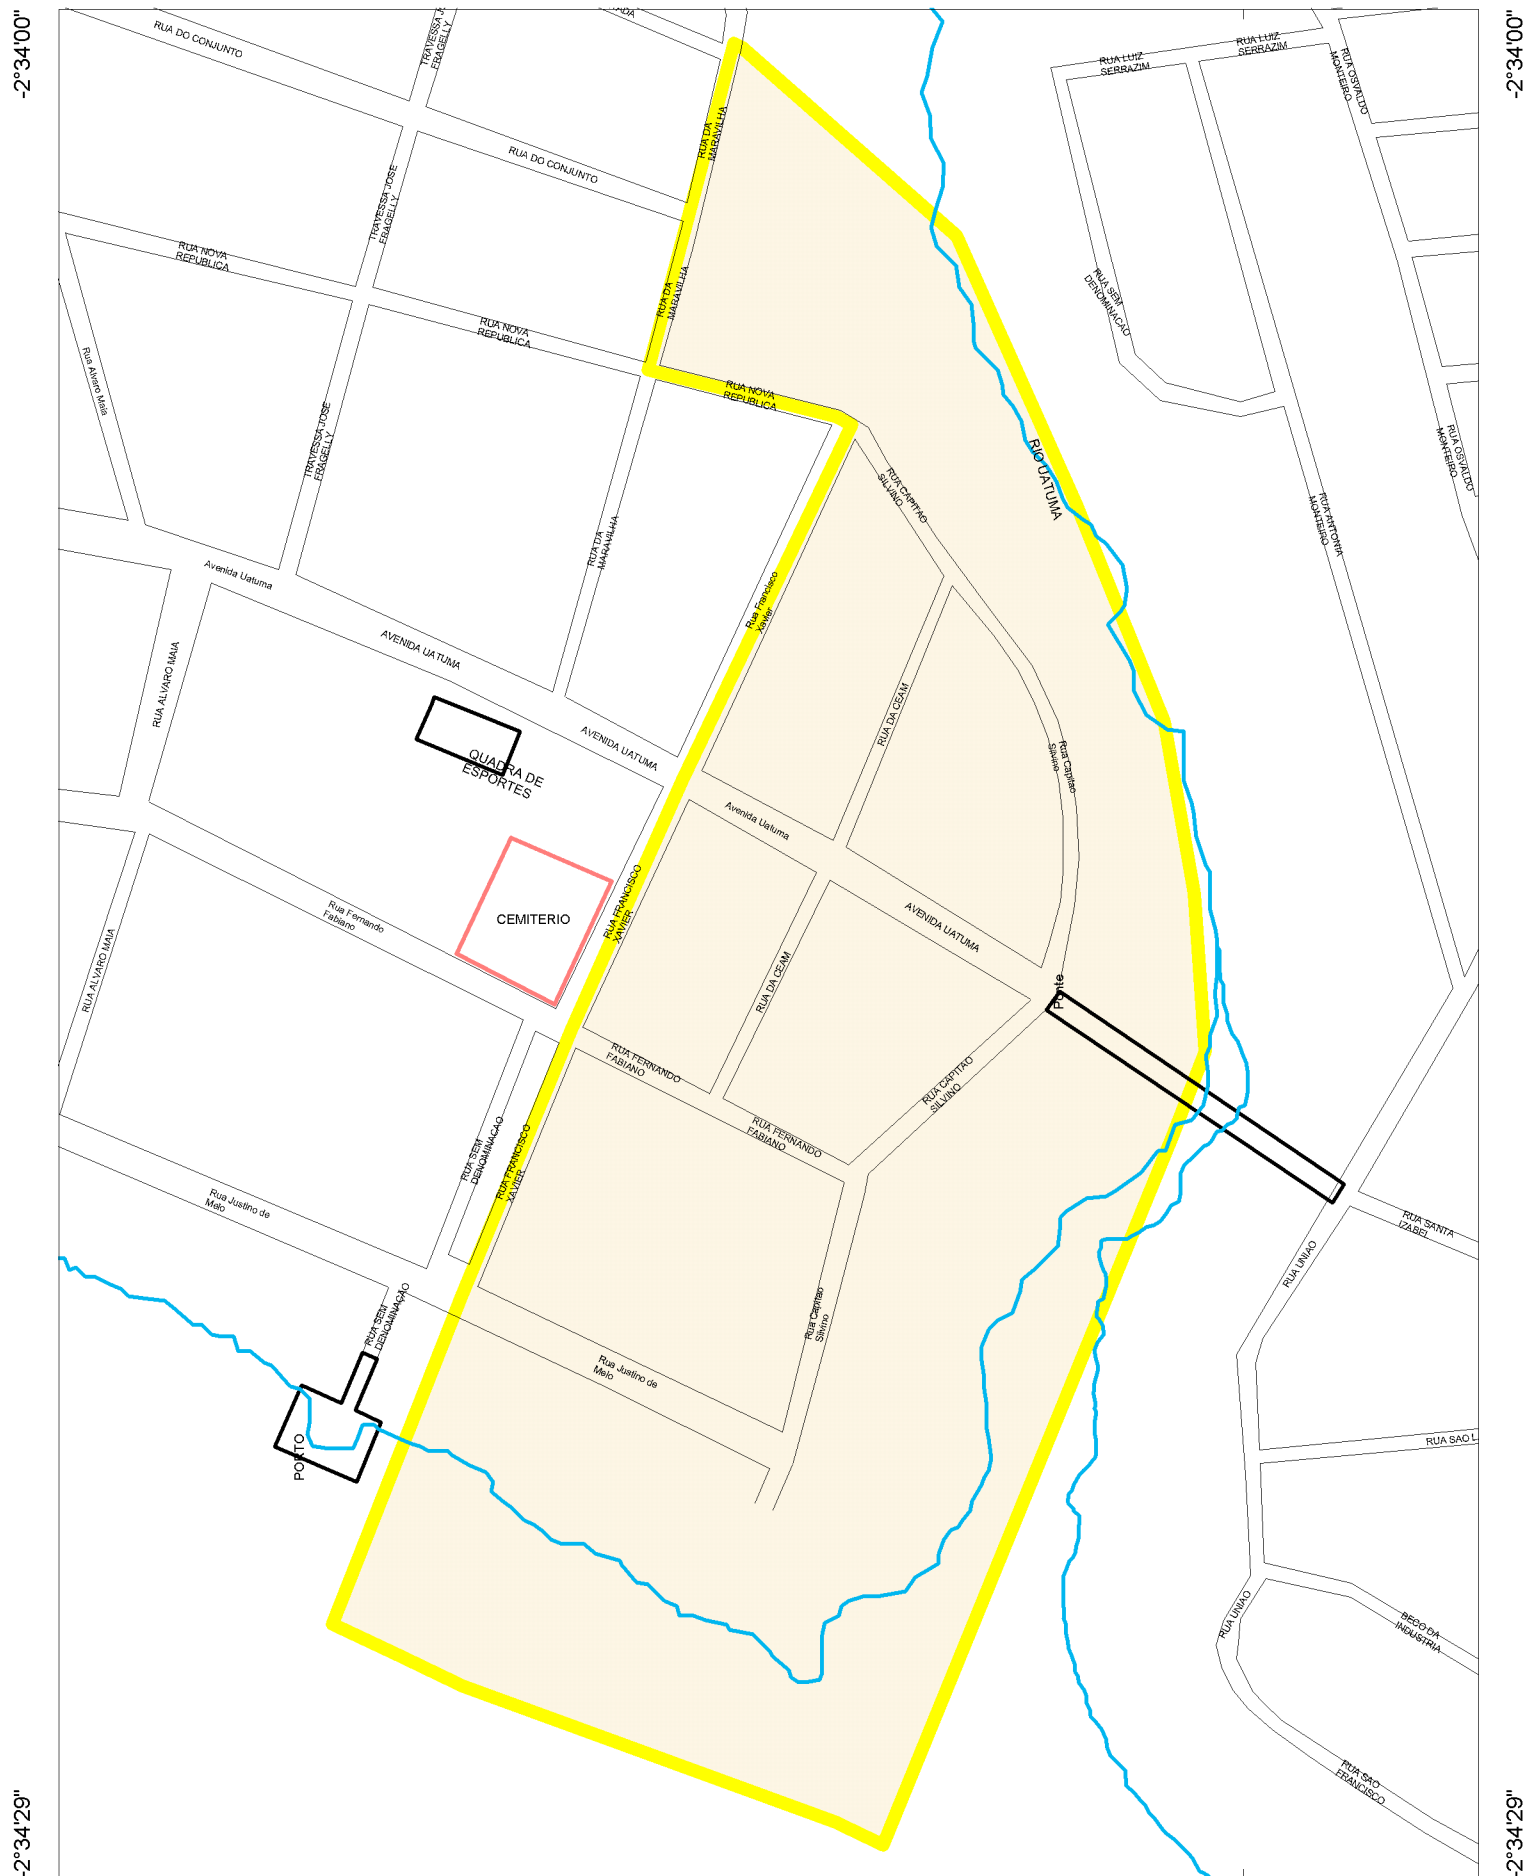 -2°34'00"
-2°34'00"
RUA DO CONJUNTO
TRAVESSA J
FRAGELLY
ADA
RUA LUIZ
SERRAZIM
RUA LUIZ
SERRAZIM
RUA OSVALDO
MONTEIRO
RUA DA
MARAVILHA
RUA DO CONJUNTO
TRAVESSA JOSE
FRAGELLY
RUA NOVA
REPUBLICA
RUA DA
MARAVILHA
RUA SEM
DENOMINACAO
RUA NOVA
REPUBLICA
Rua Alvaro Maia
RUA NOVA
REPUBLICA
TRAVESSA JOSE
FRAGELLY
RUA CAPITAO
SILVINO
RIO UATUMA
RUA OSVALDO
MONTEIRO
RUA ANTONIA
MONTEIRO
RUA DA
MARAVILHA
Avenida Uatuma
Rua Francisco
Xavier
AVENIDA UATUMA
RUA ALVARO MAIA
RUA DA CEAM
AVENIDA UATUMA
Rua Capitao
Silvino
QUADRA DE
ESPORTES
Avenida Uatuma
CEMITERIO
RUA FRANCISCO
XAVIER
Rua Fernando
Fabiano
AVENIDA UATUMA
RUA ALVARO MAIA
RUA DA CEAM
Ponte
RUA FERNANDO
FABIANO
RUA CAPITAO
SILVINO
RUA SEM
DENOMINACAO
RUA FRANCISCO
XAVIER
RUA FERNANDO
FABIANO
Rua Justino de
Melo
RUA SANTA
IZABEL
RUA UNIAO
RUA SEM
DENOMINACAO
Rua Capitao
Silvino
Rua Justino de
Melo
PORTO
RUA SAO L
RUA UNIAO
BECO DA
INDUSTRIA
RUA SAO
FRANCISCO
-2°34'29"
-2°34'29"